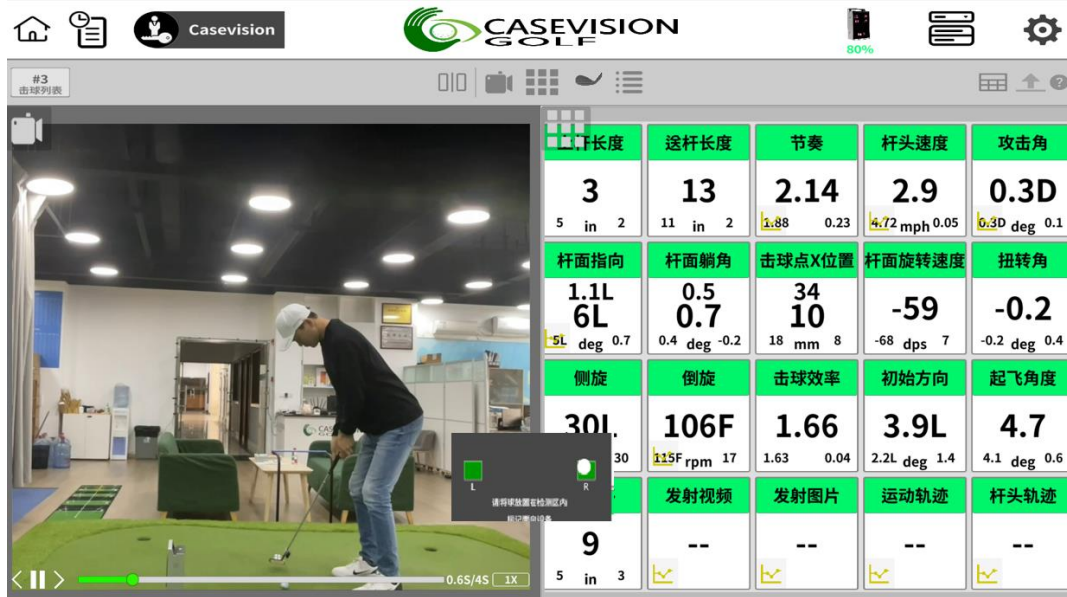 Casevision
CASEVISION
GOLF
80%
#3
击球列表
杆长度
送杆长度
节奏
杆头速度
攻击角
3
13
2.14
2.9
0.3D
5 in 2
11 in 2
1.88 0.23
4.72 mph 0.05
0.3D deg 0.1
杆面指向
杆面躺角
击球点X位置
杆面旋转速度
扭转角
1.1L
0.5
34
6L
0.7
10
-59
-0.2
5L deg 0.7
0.4 deg -0.2
18 mm 8
-68 dps 7
-0.2 deg 0.4
侧旋
倒旋
击球效率
初始方向
起飞角度
30L
106F
1.66
3.9L
4.7
30
115F rpm 17
1.63 0.04
2.2L deg 1.4
4.1 deg 0.6
L
R
请将球放置在检测区内
发射视频
发射图片
运动轨迹
杆头轨迹
9
--
--
--
--
5 in 3
0.6S/4S 1X